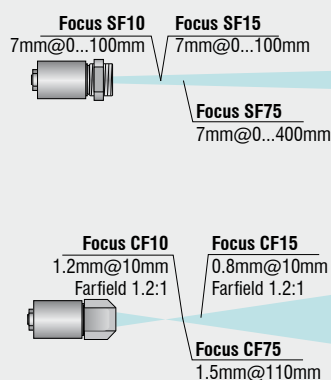 Focus SF10
7mm@0...100mm
Focus SF15
7mm@0...100mm
Focus SF75
7mm@0...400mm
Focus CF10
1.2mm@10mm
Farfield 1.2:1
Focus CF15
0.8mm@10mm
Farfield 1.2:1
Focus CF75
1.5mm@110mm